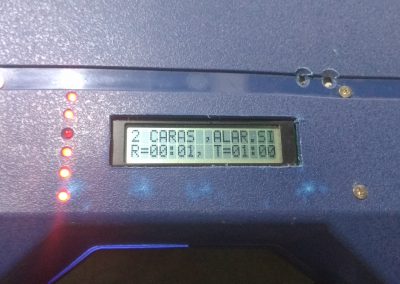 2 CARAS ,ALAR.SI
R=00:01, T=01:00